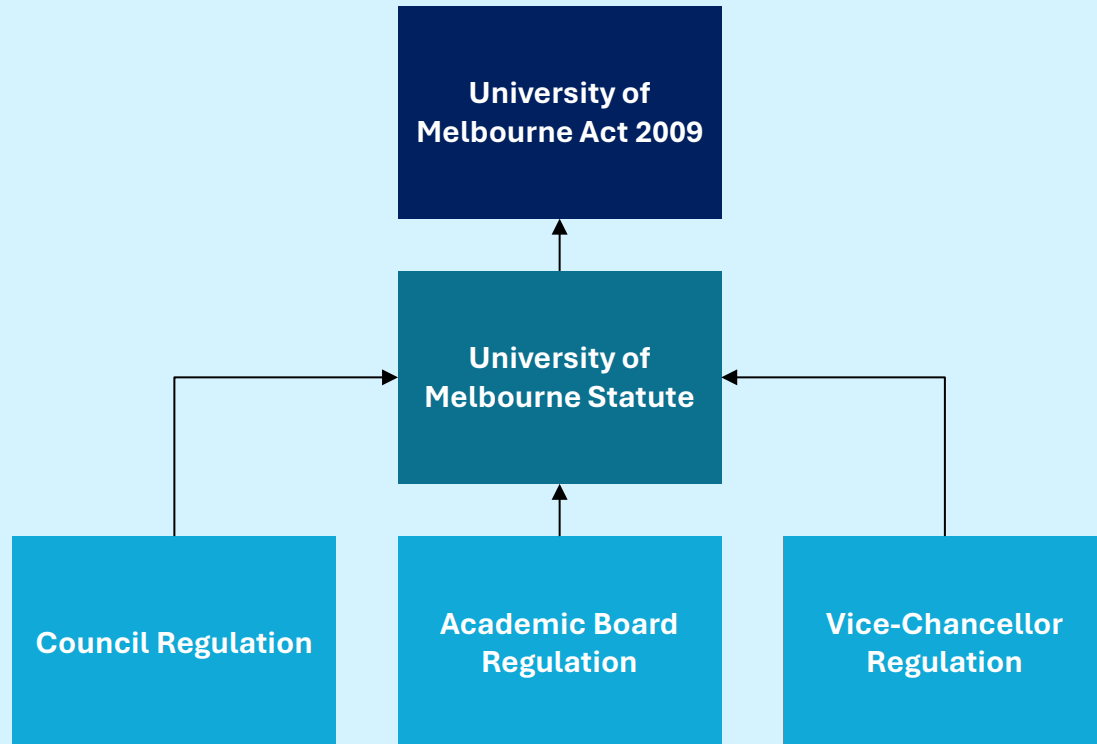 University of
Melbourne Act 2009
University of
Melbourne Statute
Council Regulation
Academic Board
Regulation
Vice-Chancellor
Regulation